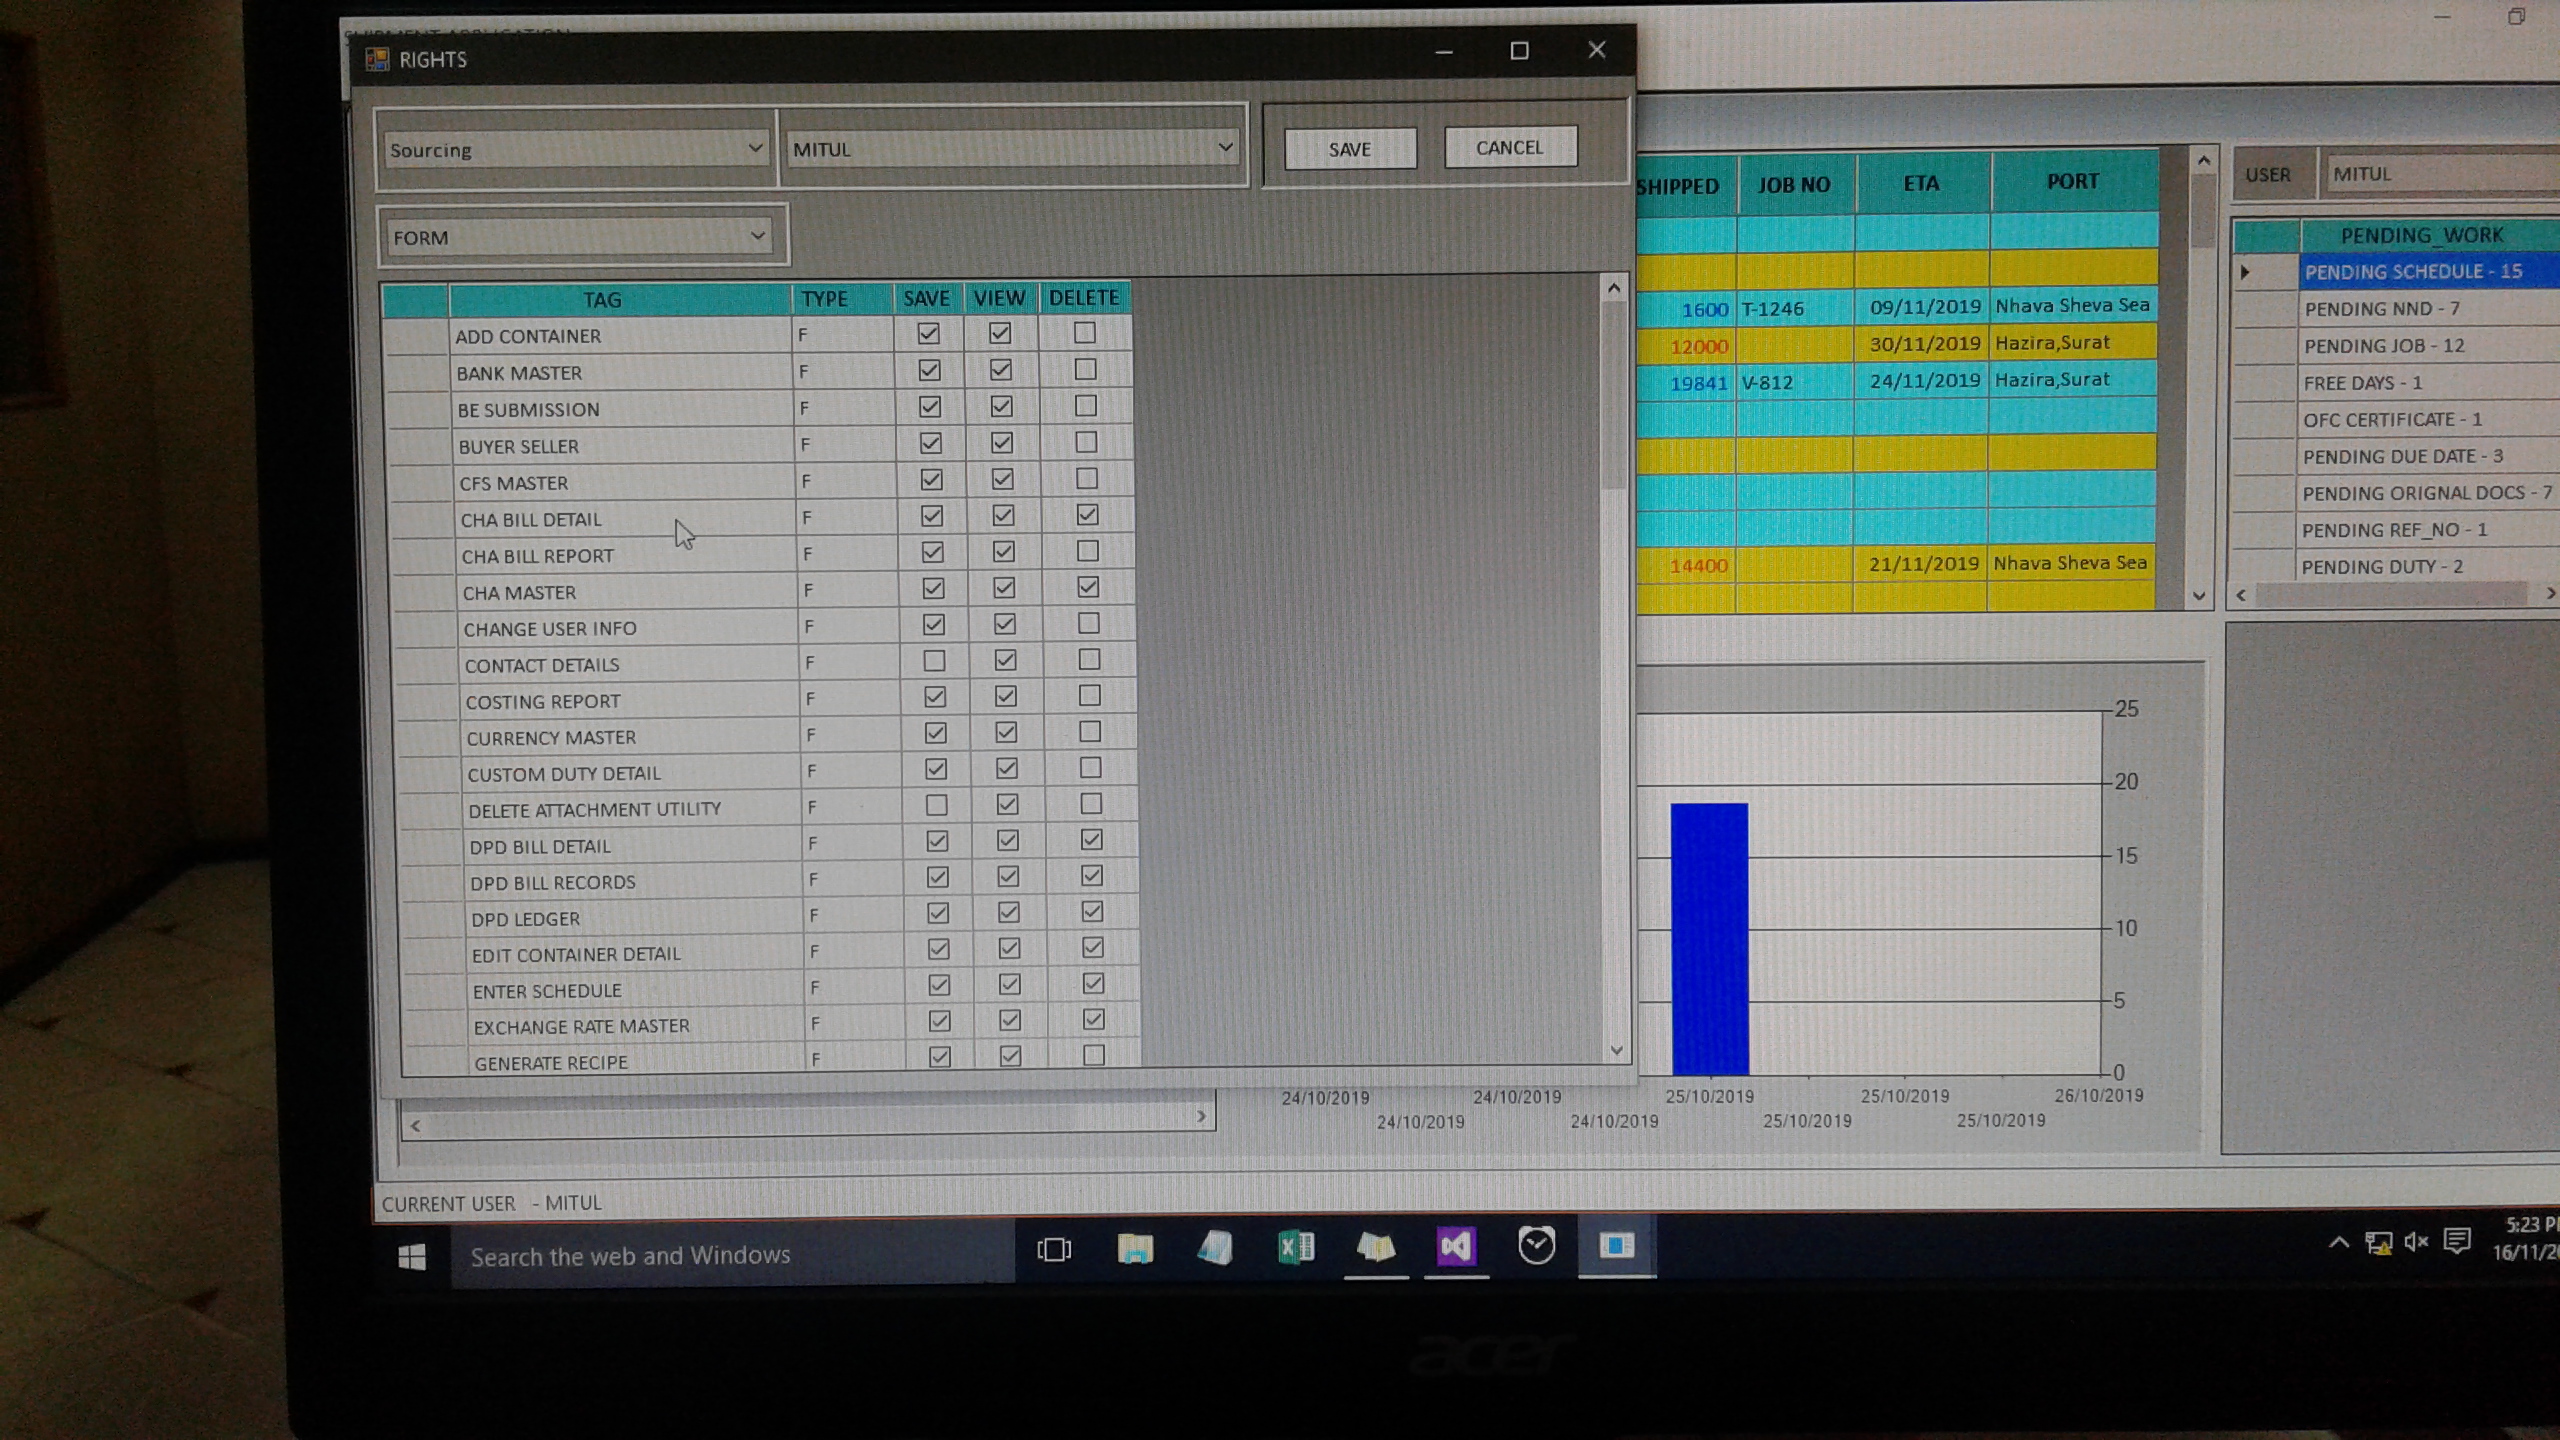 SHIPMENT APPLICATION
RIGHTS
Sourcing MITUL SAVE CANCEL
FORM
TAG TYPE SAVE VIEW DELETE
ADD CONTAINER F
BANK MASTER F
BE SUBMISSION F
BUYER SELLER F
CFS MASTER F
CHA BILL DETAIL F
CHA BILL REPORT F
CHA MASTER F
CHANGE USER INFO F
CONTACT DETAILS F
COSTING REPORT F
CURRENCY MASTER F
CUSTOM DUTY DETAIL F
DELETE ATTACHMENT UTILITY F
DPD BILL DETAIL F
DPD BILL RECORDS F
DPD LEDGER F
EDIT CONTAINER DETAIL F
ENTER SCHEDULE F
EXCHANGE RATE MASTER F
GENERATE RECIPE F
SHIPPED JOB NO ETA PORT
1600 T-1246 09/11/2019 Nhava Sheva Sea
12000 30/11/2019 Hazira,Surat
19841 V-812 24/11/2019 Hazira,Surat
14400 21/11/2019 Nhava Sheva Sea
USER MITUL
PENDING_WORK
PENDING SCHEDULE - 15
PENDING NND - 7
PENDING JOB - 12
FREE DAYS - 1
OFC CERTIFICATE - 1
PENDING DUE DATE - 3
PENDING ORIGNAL DOCS - 7
PENDING REF_NO - 1
PENDING DUTY - 2
25
20
15
10
5
0
24/10/2019 24/10/2019 25/10/2019 25/10/2019 26/10/2019
24/10/2019 24/10/2019 25/10/2019 25/10/2019
CURRENT USER - MITUL
Search the web and Windows
5:23 P
16/11/20
acer